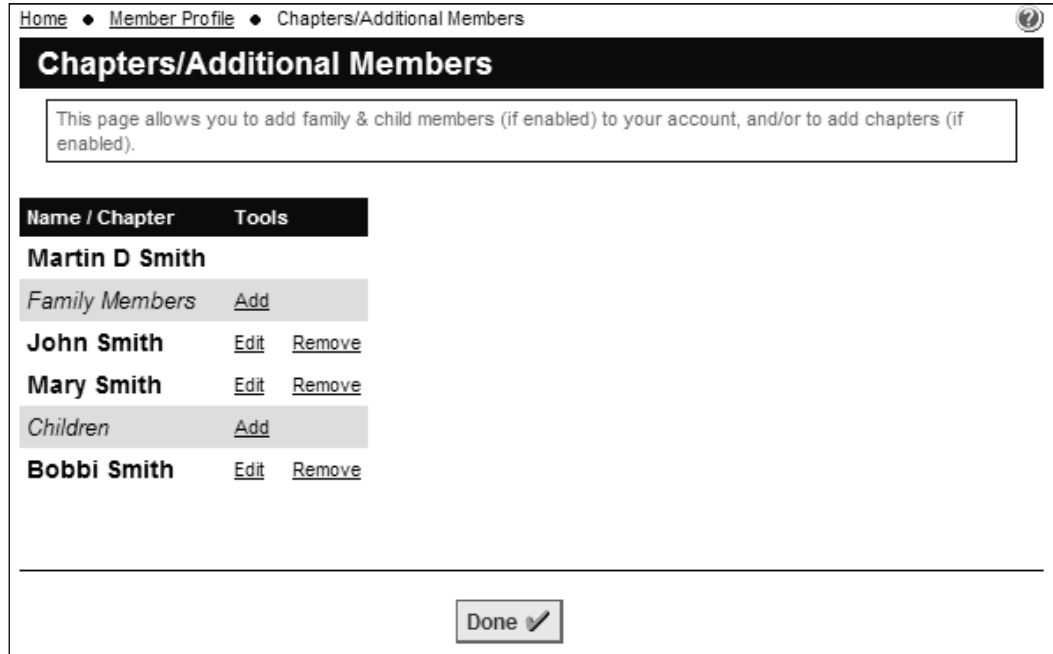 Home ● Member Profile ● Chapters/Additional Members ?
Chapters/Additional Members
This page allows you to add family & child members (if enabled) to your account, and/or to add chapters (if
enabled).
Name / Chapter Tools
Martin D Smith
Family Members Add
John Smith Edit Remove
Mary Smith Edit Remove
Children Add
Bobbi Smith Edit Remove
Done